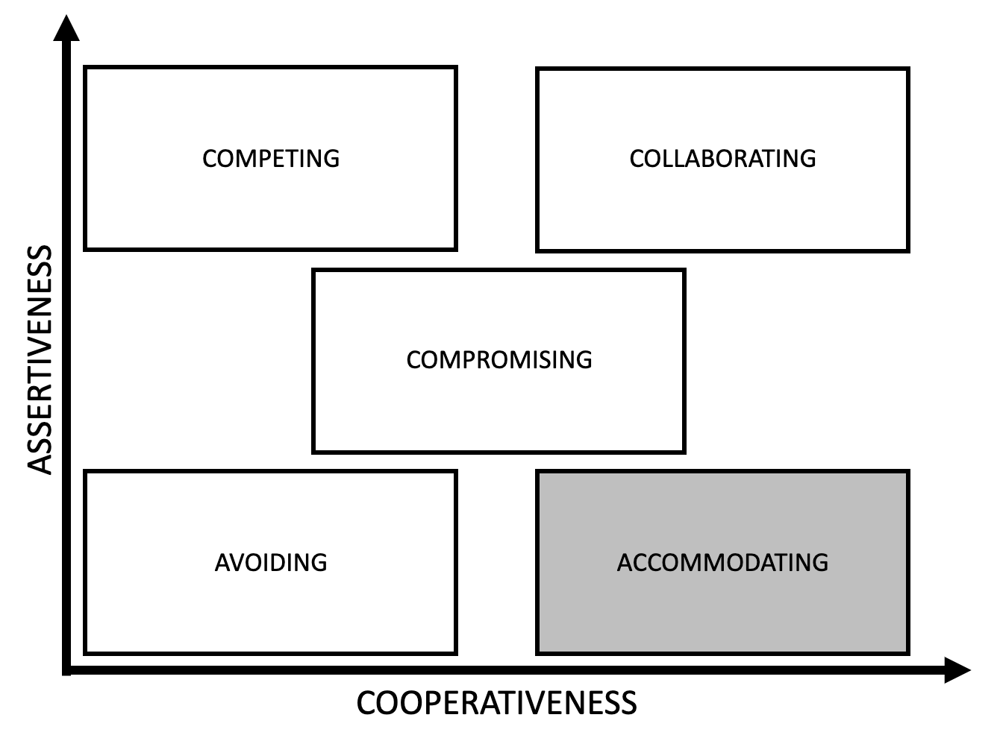 COMPETING
COLLABORATING
ASSERTIVENESS
COMPROMISING
AVOIDING
ACCOMMODATING
COOPERATIVENESS